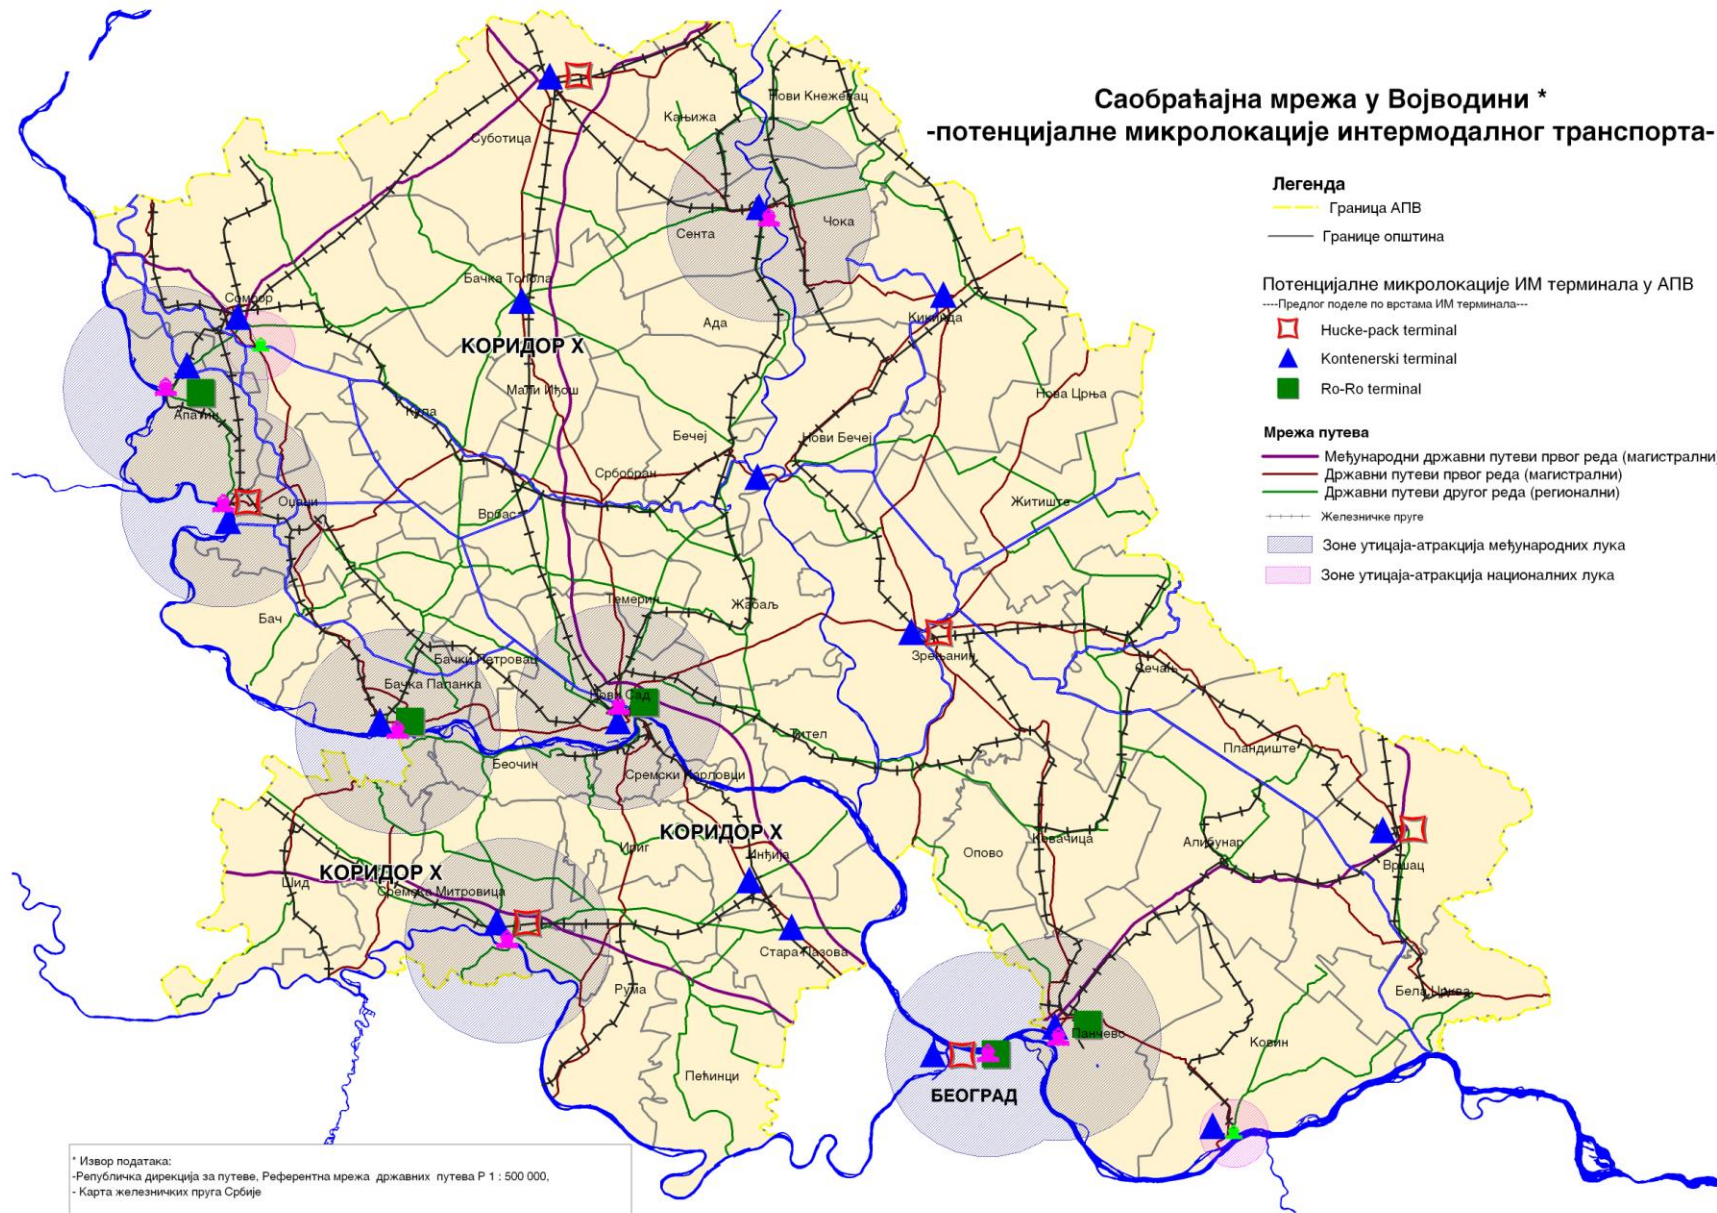 Саобраћајна мрежа у Војводини *
-потенцијалне микролокације интермодалног транспорта-
Легенда
Граница АПВ
Границе општина
Потенцијалне микролокације ИМ терминала у АПВ
----Предлог поделе по врстама ИМ терминала---
Hucke-pack terminal
Kontenerski terminal
Ro-Ro terminal
Мрежа путева
Међународни државни путеви првог реда (магистрални)
Државни путеви првог реда (магистрални)
Државни путеви другог реда (регионални)
Железничке пруге
Зоне утицаја-атракција међународних лука
Зоне утицаја-атракција националних лука
Нови Кнежевац
Кањижа
Суботица
Сента
Чока
Бачка Топола
Сомбор
Ада
Кикинда
КОРИДОР X
Мали Иђош
Нова Црња
Апатин
Кула
Бечеј
Нови Бечеј
Србобран
Оџаци
Житиште
Врбас
Темерин
Жабаљ
Бач
Зрењанин
Сечањ
Бачки Петровац
Бачка Паланка
Нови Сад
Тител
Пландиште
Беочин
Сремски Карловци
КОРИДОР X
Ириг
Инђија
Опово
Ковачица
Алибунар
Вршац
КОРИДОР X
Шид
Сремска Митровица
Стара Пазова
Рума
Бела Црква
Панчево
Ковин
Пећинци
БЕОГРАД
* Извор података:
-Републичка дирекција за путеве, Референтна мрежа државних путева Р 1 : 500 000,
- Карта железничких пруга Србије